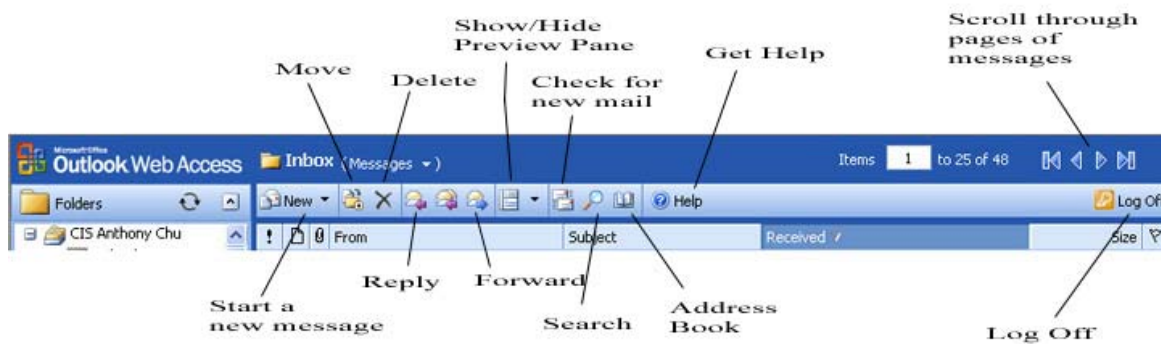 Show/Hide
Preview Pane
Scroll through
pages of
messages
Move
Delete
Check for
new mail
Get Help
Microsoft Office
Outlook Web Access
Inbox (Messages )
Items 1 to 25 of 48
Folders
New
Help
Log Of
CIS Anthony Chu
! From Subject Received Size
Reply
Forward
Start a
new message
Search
Address
Book
Log Off